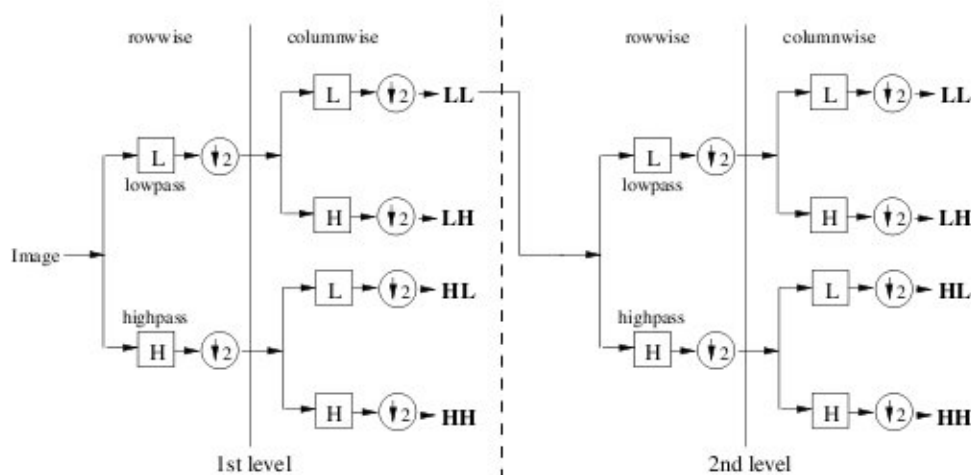 rowwise columnwise rowwise columnwise
L ↓2 LL L ↓2 LL
L ↓2 L ↓2
lowpass lowpass
H ↓2 LH H ↓2 LH
Image
L ↓2 HL L ↓2 HL
highpass highpass
H ↓2 H ↓2
H ↓2 HH H ↓2 HH
1st level 2nd level